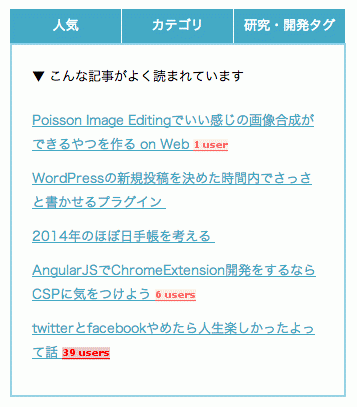 人気 カテゴリ 研究・開発タグ
▼ こんな記事がよく読まれています
Poisson Image Editingでいい感じの画像合成が
できるやつを作る on Web 1 user
WordPressの新規投稿を決めた時間内でさっさ
と書かせるプラグイン
2014年のほぼ日手帳を考える
AngularJSでChromeExtension開発をするなら
CSPに気をつけよう 6 users
twitterとfacebookやめたら人生楽しかったよっ
て話 39 users